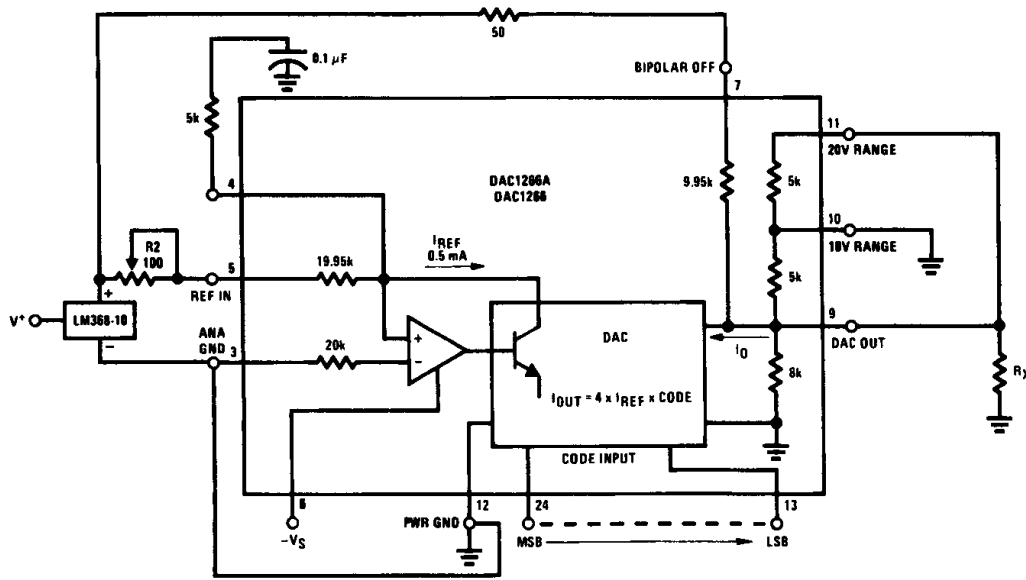 50
0.1 μF
BIPOLAR OFF
7
5k
11
20V RANGE
DAC1266A
DAC1266
9.95k
5k
4
10
10V RANGE
R2
100
5
19.95k
IREF
0.5 mA
5k
REF IN
+
LM368-10
V+
−
ANA
GND
3
20k
+
−
DAC
IO
9
DAC OUT
8k
RX
IOUT = 4 x IREF x CODE
CODE INPUT
6
12
24
13
−VS
PWR GND
MSB
LSB